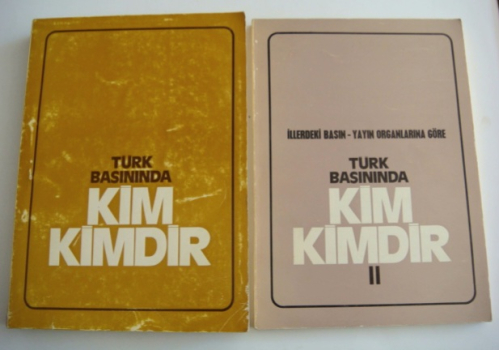 TÜRK
BASININDA
KİM
KİMDİR
İLLERDEKİ BASIN - YAYIN ORGANLARINA GÖRE
TÜRK
BASININDA
KİM
KİMDİR
II